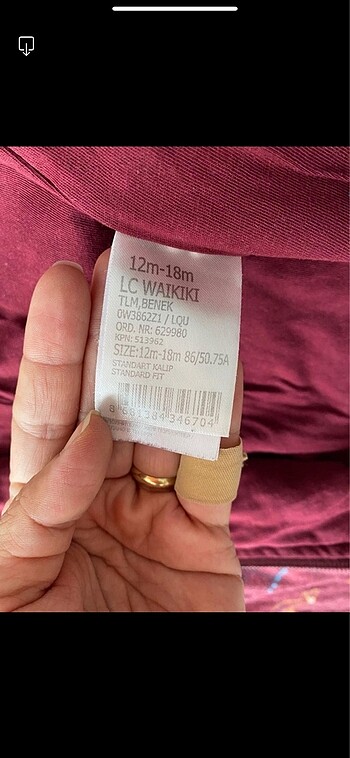 12m-18m
LC WAIKIKI
TLM,BENEK
0W3862Z1 / LQU
ORD. NR: 629980
KPN: 513962
SIZE:12m-18m 86/50.75A
STANDART KALIP
STANDARD FIT
8 681384 346704